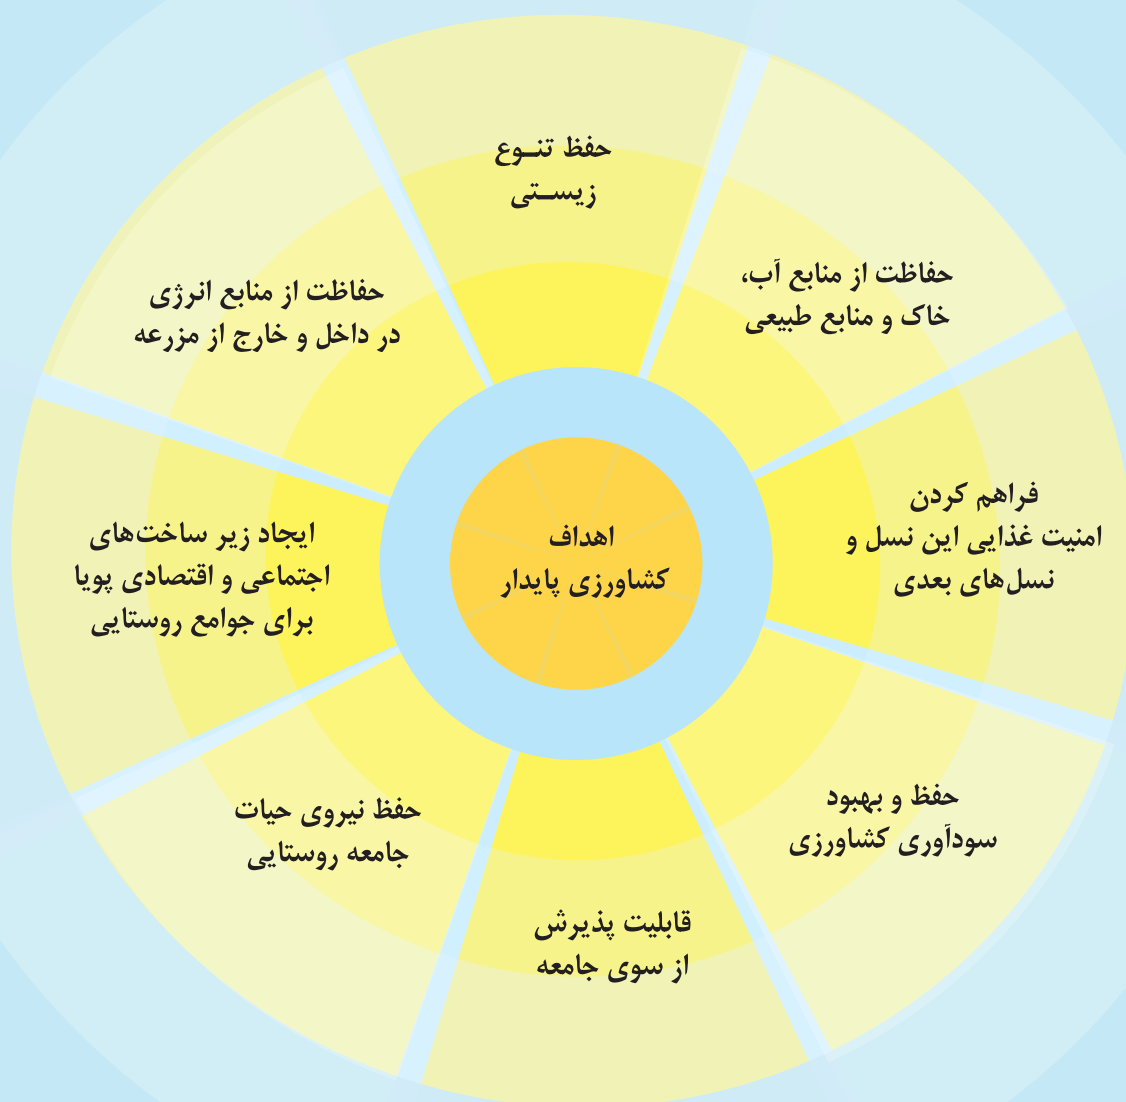 حفظ تنـوع
زیسـتی
حفاظت از منابع آب،
خاک و منابع طبیعی
فراهم کردن
امنیت غذایی این نسل و
نسل‌های بعدی
حفظ و بهبود
سودآوری کشاورزی
قابلیت پذیرش
از سوی جامعه
حفظ نیروی حیات
جامعه روستایی
ایجاد زیر ساخت‌های
اجتماعی و اقتصادی پویا
برای جوامع روستایی
حفاظت از منابع انرژی
در داخل و خارج از مزرعه
اهداف
کشاورزی پایدار